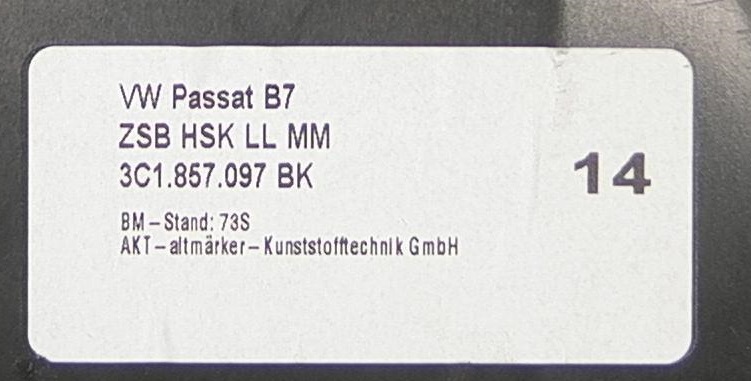 VW Passat B7
ZSB HSK LL MM
3C1.857.097 BK
14
BM – Stand: 73S
AKT – altmärker – Kunststofftechnik GmbH